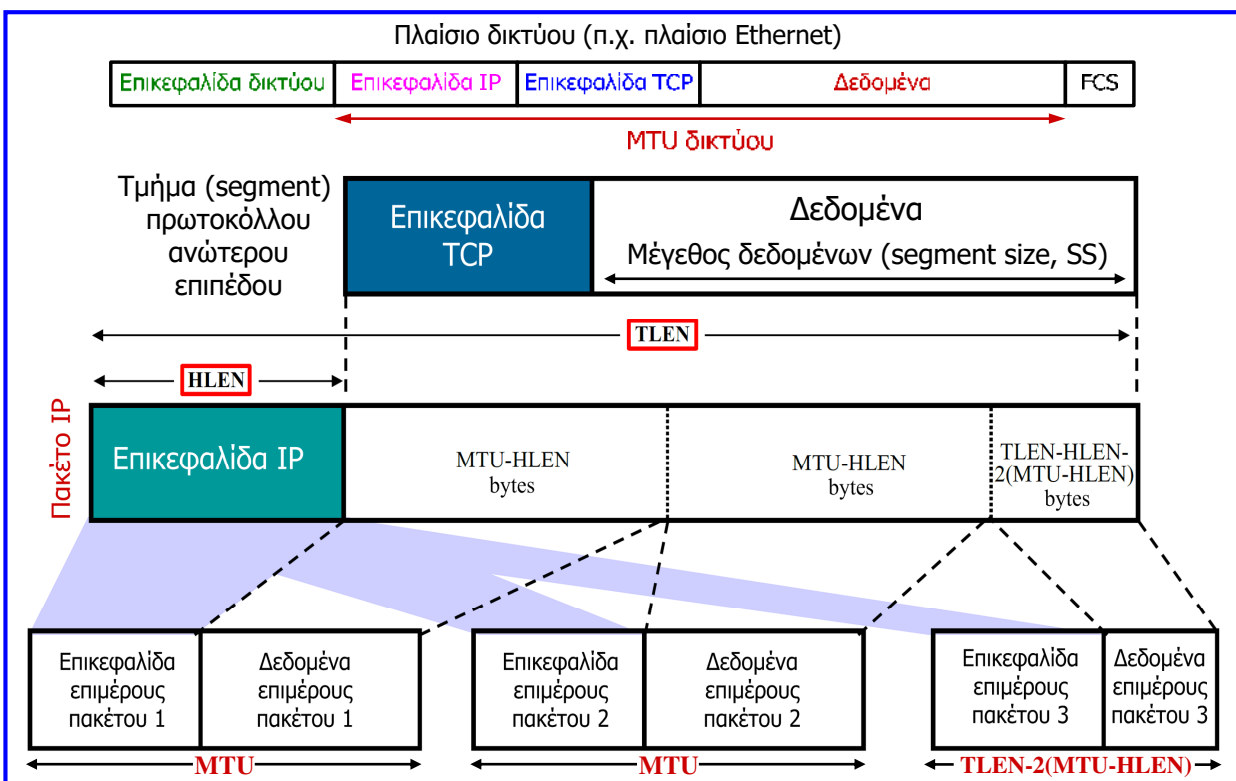 Πλαίσιο δικτύου (π.χ. πλαίσιο Ethernet)
Επικεφαλίδα δικτύου Επικεφαλίδα IP Επικεφαλίδα TCP Δεδομένα FCS
MTU δικτύου
Τμήμα (segment)
πρωτοκόλλου
ανώτερου
επιπέδου
Επικεφαλίδα
TCP
Δεδομένα
Μέγεθος δεδομένων (segment size, SS)
TLEN
HLEN
Πακέτο IP
Επικεφαλίδα IP
MTU-HLEN
bytes
MTU-HLEN
bytes
TLEN-HLEN-
2(MTU-HLEN)
bytes
Επικεφαλίδα
επιμέρους
πακέτου 1
Δεδομένα
επιμέρους
πακέτου 1
Επικεφαλίδα
επιμέρους
πακέτου 2
Δεδομένα
επιμέρους
πακέτου 2
Επικεφαλίδα
επιμέρους
πακέτου 3
Δεδομένα
επιμέρους
πακέτου 3
MTU
MTU
TLEN-2(MTU-HLEN)